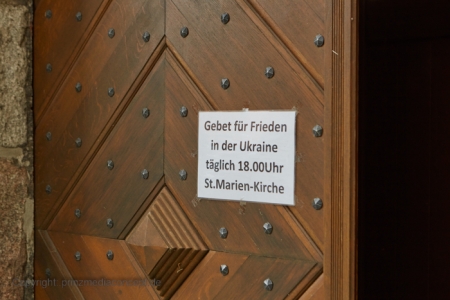 Gebet für Frieden
in der Ukraine
täglich 18.00Uhr
St.Marien-Kirche